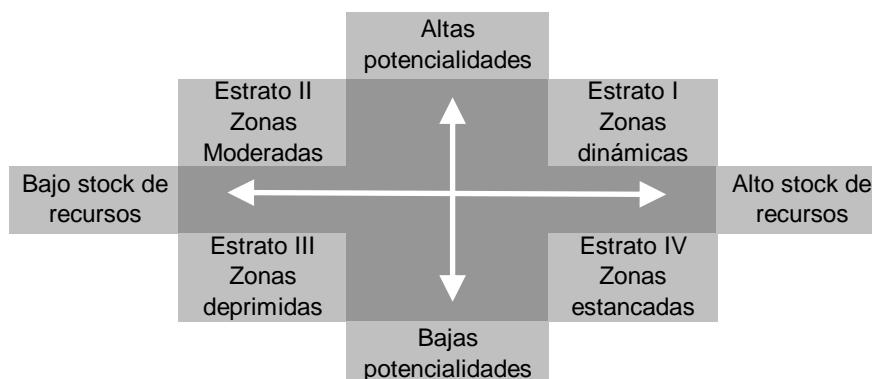 Altas
potencialidades
Estrato II
Zonas
Moderadas
Estrato I
Zonas
dinámicas
Bajo stock de
recursos
Alto stock de
recursos
Estrato III
Zonas
deprimidas
Estrato IV
Zonas
estancadas
Bajas
potencialidades